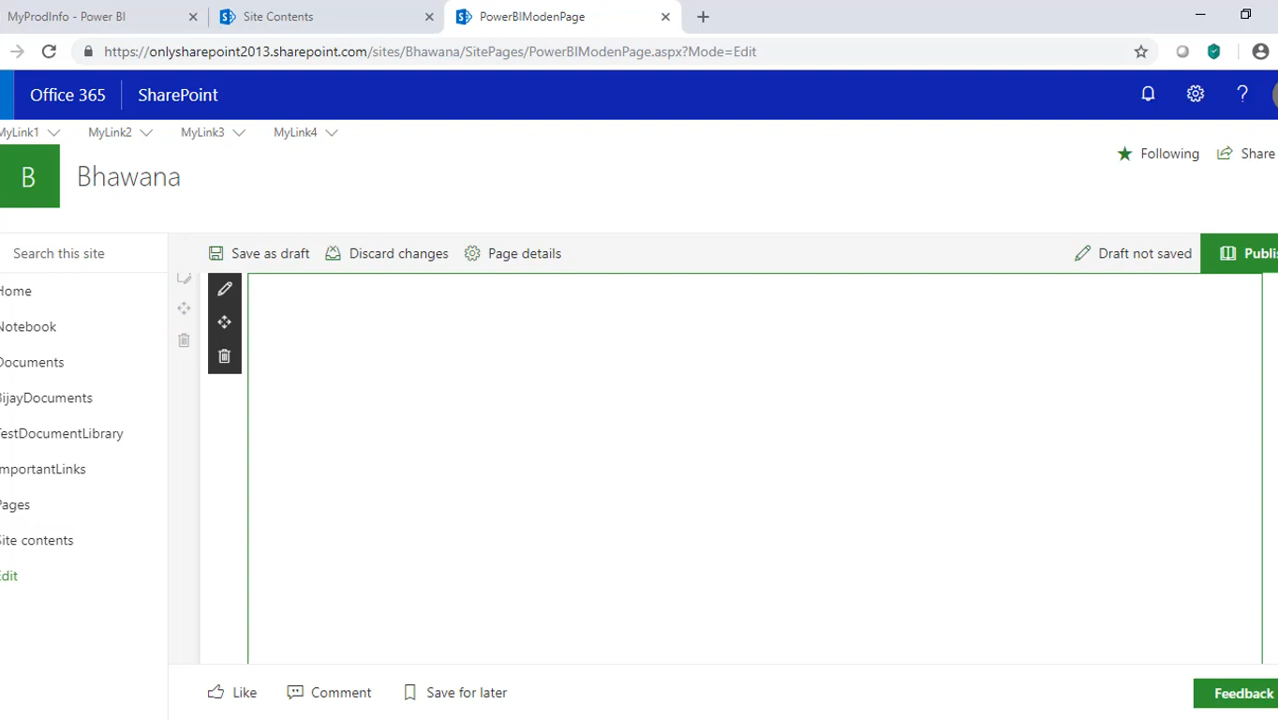 MyProdInfo - Power BI
Site Contents
PowerBIModenPage
https://onlysharepoint2013.sharepoint.com/sites/Bhawana/SitePages/PowerBIModenPage.aspx?Mode=Edit
Office 365 SharePoint
MyLink1 MyLink2 MyLink3 MyLink4
Following Share
B Bhawana
Search this site
Save as draft Discard changes Page details Draft not saved Publis
Home
Notebook
Documents
BijayDocuments
TestDocumentLibrary
ImportantLinks
Pages
Site contents
Edit
Like Comment Save for later Feedback